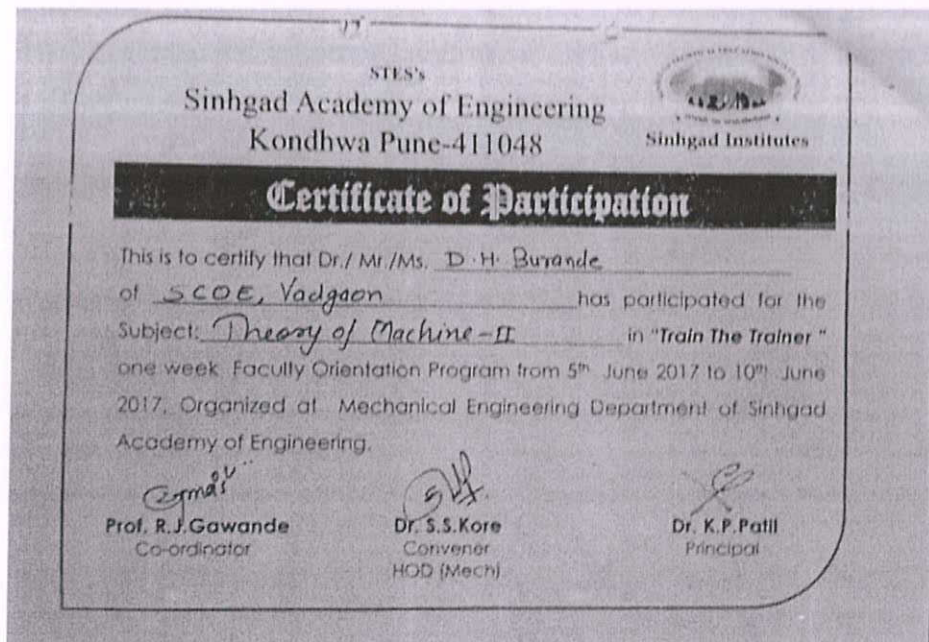 STES's
Sinhgad Academy of Engineering
Kondhwa Pune-411048
Sinhgad Institutes
Certificate of Participation
This is to certify that Dr./ Mr./Ms. D.H. Burande
of SCOE, Vadgaon has participated for the
Subject: Theory of Machine-II in "Train The Trainer "
one week Faculty Orientation Program from 5th June 2017 to 10th June
2017, Organized at Mechanical Engineering Department of Sinhgad
Academy of Engineering.
Prof. R.J.Gawande
Co-ordinator
Dr. S.S.Kore
Convener
HOD (Mech)
Dr. K.P.Patil
Principal